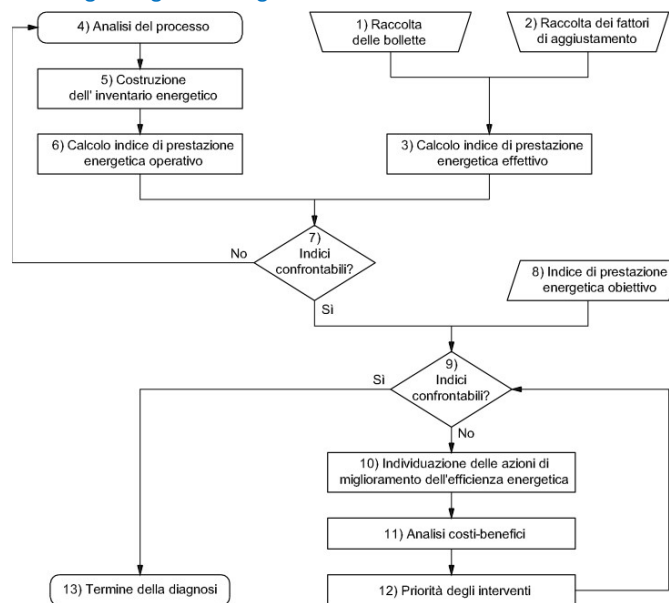 4) Analisi del processo
1) Raccolta
delle bollette
2) Raccolta dei fattori
di aggiustamento
5) Costruzione
dell' inventario energetico
6) Calcolo indice di prestazione
energetica operativo
3) Calcolo indice di prestazione
energetica effettivo
7)
Indici
confrontabili?
No
Sì
8) Indice di prestazione
energetica obiettivo
9)
Indici
confrontabili?
Sì
No
10) Individuazione delle azioni di
miglioramento dell'efficienza energetica
11) Analisi costi-benefici
13) Termine della diagnosi
12) Priorità degli interventi